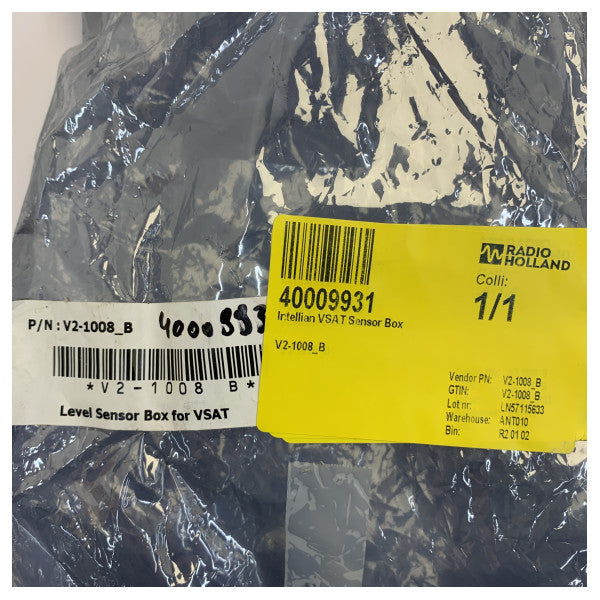 RADIO
HOLLAND
Colli:
1/1
40009931
Intellian VSAT Sensor Box
V2-1008_B
Vendor PN: V2-1008_B
GTIN: V2-1008_B
Lot nr: LN57115633
Warehouse: ANT010
Bin: R2 01 02
P/N : V2-1008_B
*V2-1008 B*
Level Sensor Box for VSAT